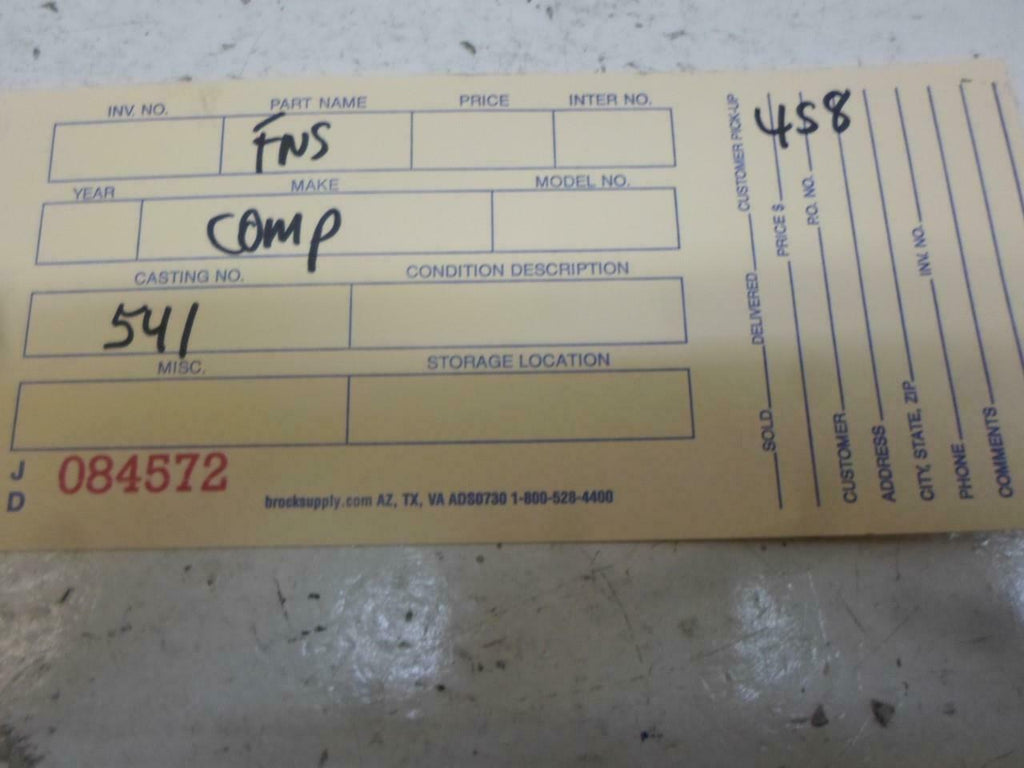 INV. NO. PART NAME PRICE INTER NO.
FNS
YEAR MAKE MODEL NO.
COMP
CASTING NO. CONDITION DESCRIPTION
541
MISC. STORAGE LOCATION
J
D
084572
brocksupply.com AZ, TX, VA ADS0730 1-800-528-4400
458
SOLD DELIVERED CUSTOMER PICK-UP
PRICE $ P.O. NO.
CUSTOMER
ADDRESS
CITY, STATE, ZIP INV. NO.
PHONE
COMMENTS